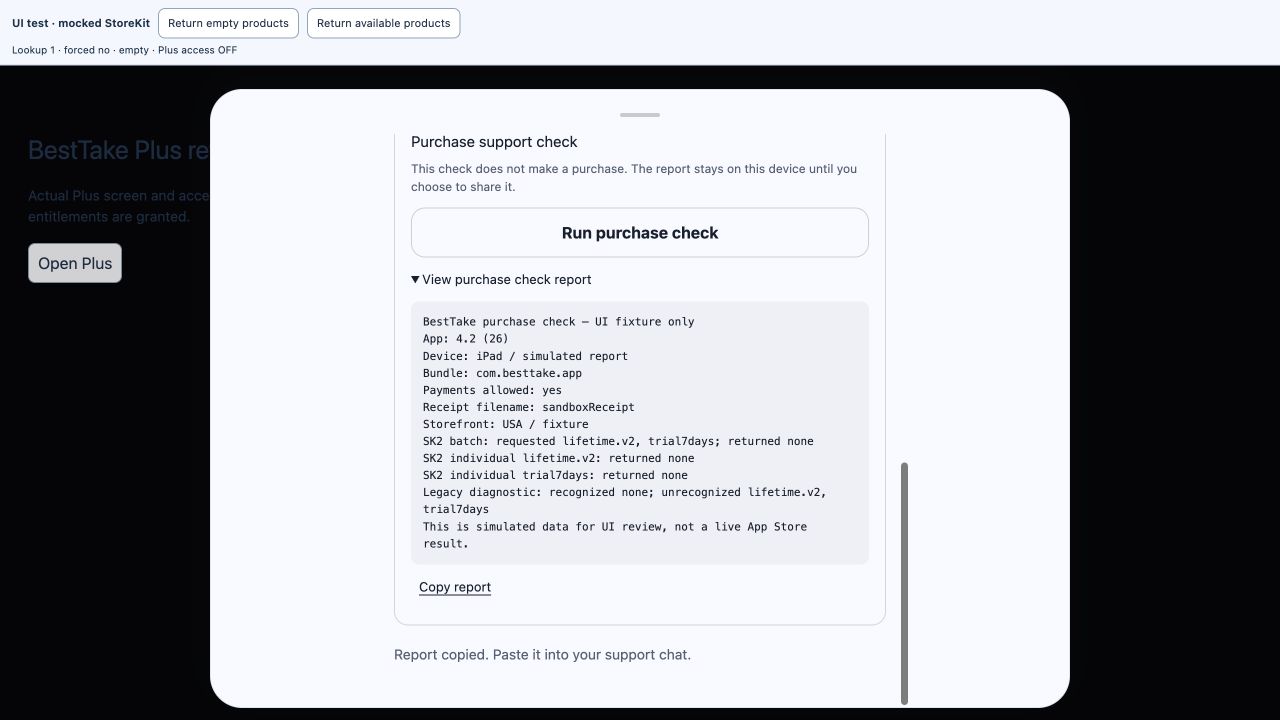 UI test · mocked StoreKit
Return empty products
Return available products
Lookup 1 · forced no · empty · Plus access OFF
BestTake Plus re
Actual Plus screen and acce
entitlements are granted.
Open Plus
Purchase support check
This check does not make a purchase. The report stays on this device until you
choose to share it.
Run purchase check
▼ View purchase check report
BestTake purchase check — UI fixture only
App: 4.2 (26)
Device: iPad / simulated report
Bundle: com.besttake.app
Payments allowed: yes
Receipt filename: sandboxReceipt
Storefront: USA / fixture
SK2 batch: requested lifetime.v2, trial7days; returned none
SK2 individual lifetime.v2: returned none
SK2 individual trial7days: returned none
Legacy diagnostic: recognized none; unrecognized lifetime.v2,
trial7days
This is simulated data for UI review, not a live App Store
result.
Copy report
Report copied. Paste it into your support chat.